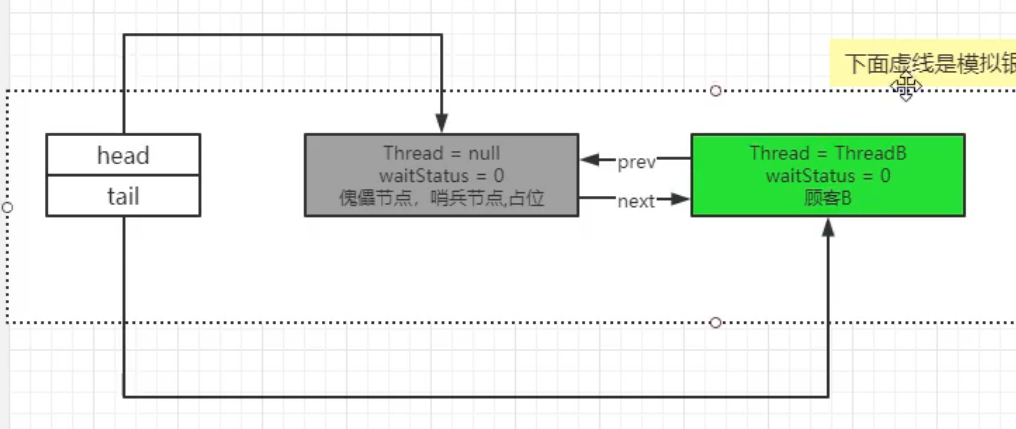 下面虚线是模拟银
head
tail
Thread = null
waitStatus = 0
傀儡节点，哨兵节点,占位
prev
next
Thread = ThreadB
waitStatus = 0
顾客B